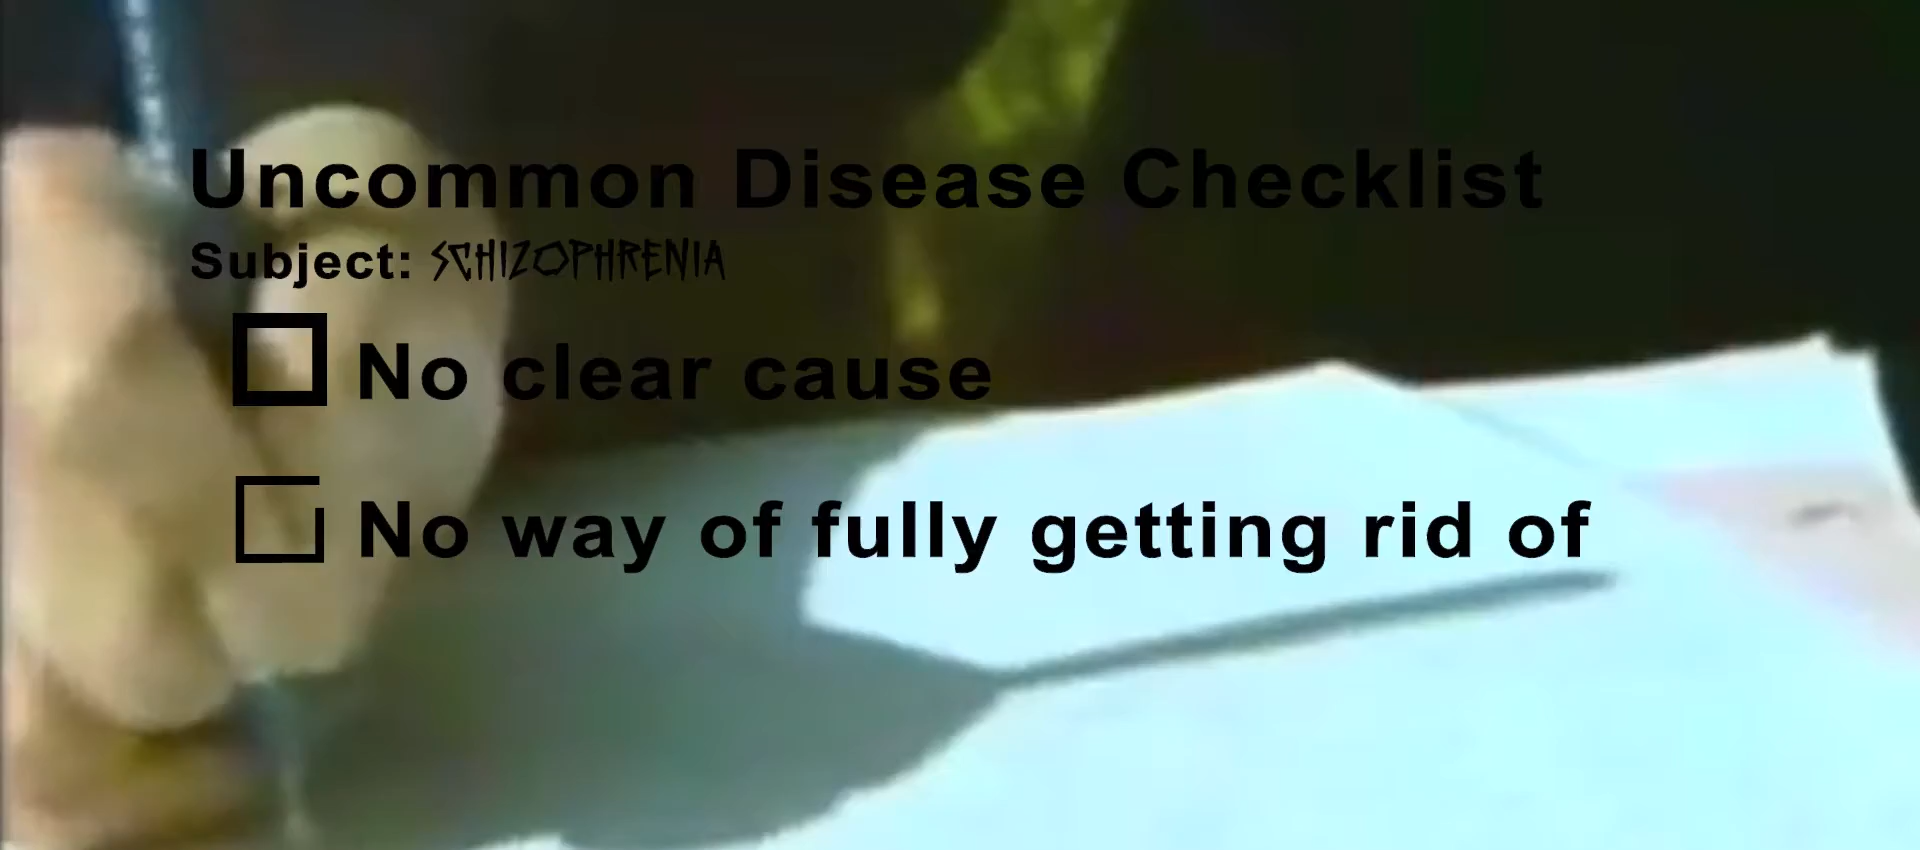 Uncommon Disease Checklist
Subject: SCHIZOPHRENIA
No clear cause
No way of fully getting rid of